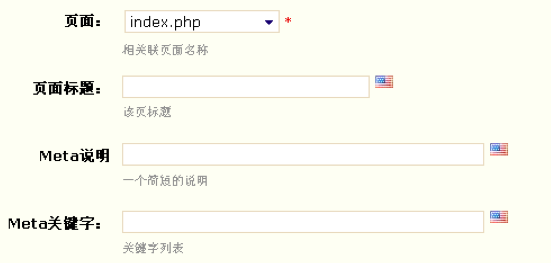 页面： index.php *
相关联页面名称
页面标题：
该页标题
Meta说明
一个简短的说明
Meta关键字：
关键字列表